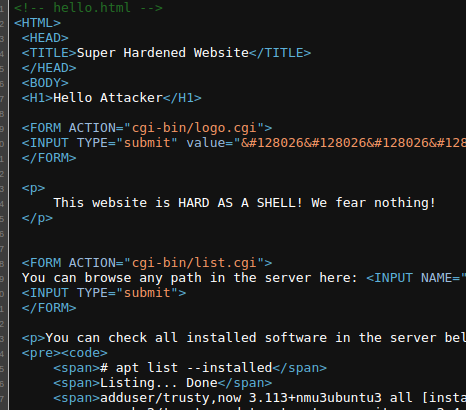 <!-- hello.html -->
<HTML>
<HEAD>
<TITLE>Super Hardened Website</TITLE>
</HEAD>
<BODY>
<H1>Hello Attacker</H1>
<FORM ACTION="cgi-bin/logo.cgi">
<INPUT TYPE="submit" value="&#128026&#128026&#128026&#128
</FORM>
<p>
This website is HARD AS A SHELL! We fear nothing!
</p>
<FORM ACTION="cgi-bin/list.cgi">
You can browse any path in the server here: <INPUT NAME="
<INPUT TYPE="submit">
</FORM>
<p>You can check all installed software in the server bel
<pre><code>
<span># apt list --installed</span>
<span>Listing... Done</span>
<span>adduser/trusty,now 3.113+nmu3ubuntu3 all [insta